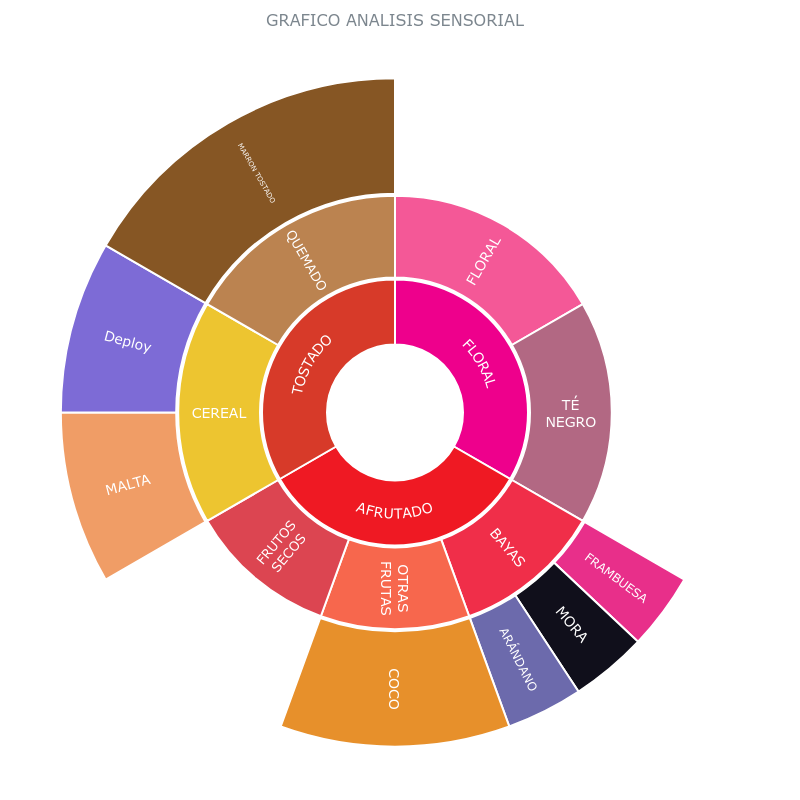 GRAFICO ANALISIS SENSORIAL
MARRON TOSTADO
QUEMADO
FLORAL
TOSTADO
FLORAL
Deploy
CEREAL
TÉ
NEGRO
MALTA
AFRUTADO
FRUTOS
SECOS
OTRAS
FRUTAS
BAYAS
FRAMBUESA
MORA
ARÁNDANO
COCO